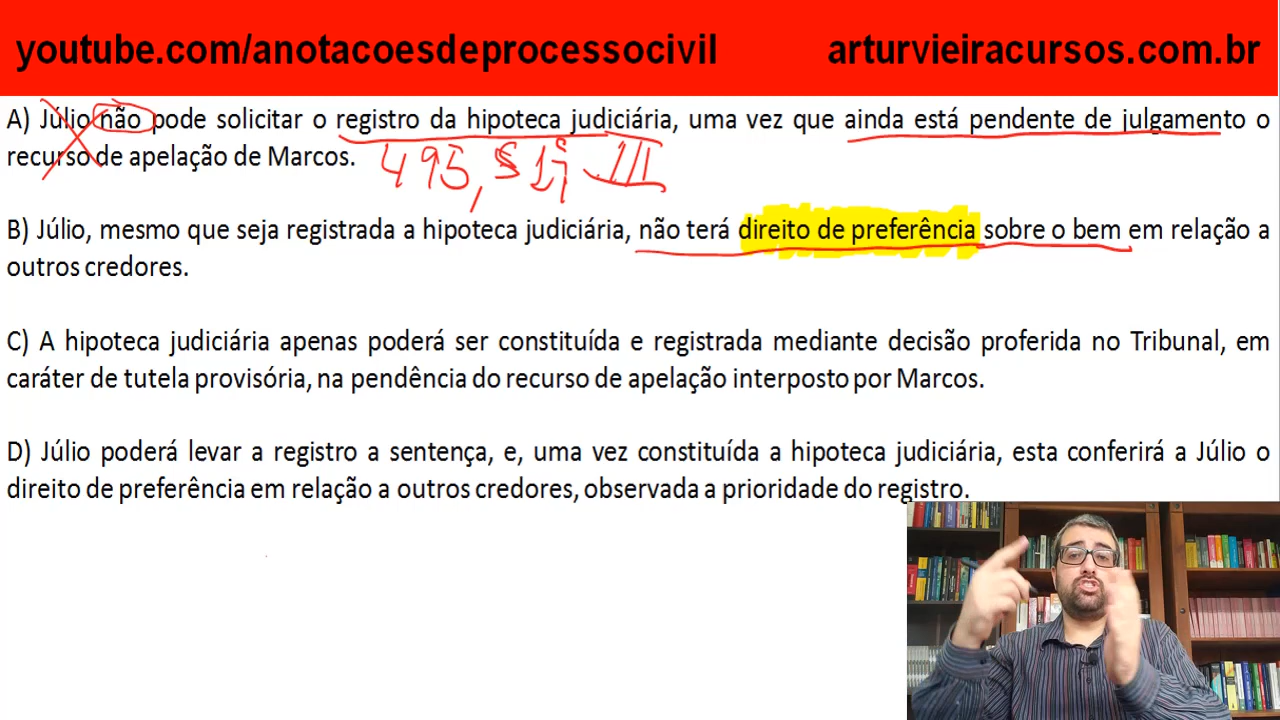 youtube.com/anotacoesdeprocessocivil arturvieiracursos.com.br
A) Júlio não pode solicitar o registro da hipoteca judiciária, uma vez que ainda está pendente de julgamento o
recurso de apelação de Marcos.
495, § 1º, III
B) Júlio, mesmo que seja registrada a hipoteca judiciária, não terá direito de preferência sobre o bem em relação a
outros credores.
C) A hipoteca judiciária apenas poderá ser constituída e registrada mediante decisão proferida no Tribunal, em
caráter de tutela provisória, na pendência do recurso de apelação interposto por Marcos.
D) Júlio poderá levar a registro a sentença, e, uma vez constituída a hipoteca judiciária, esta conferirá a Júlio o
direito de preferência em relação a outros credores, observada a prioridade do registro.